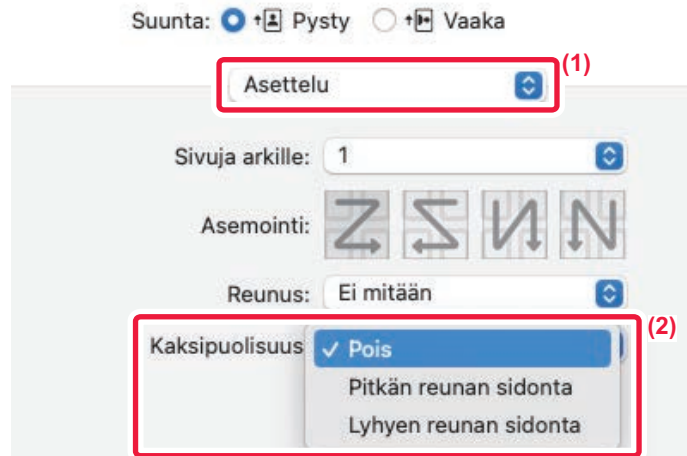 Suunta: Pysty Vaaka
(1)
Asettelu
Sivuja arkille: 1
Asemointi:
Reunus: Ei mitään
(2)
Kaksipuolisuus ✓ Pois
Pitkän reunan sidonta
Lyhyen reunan sidonta